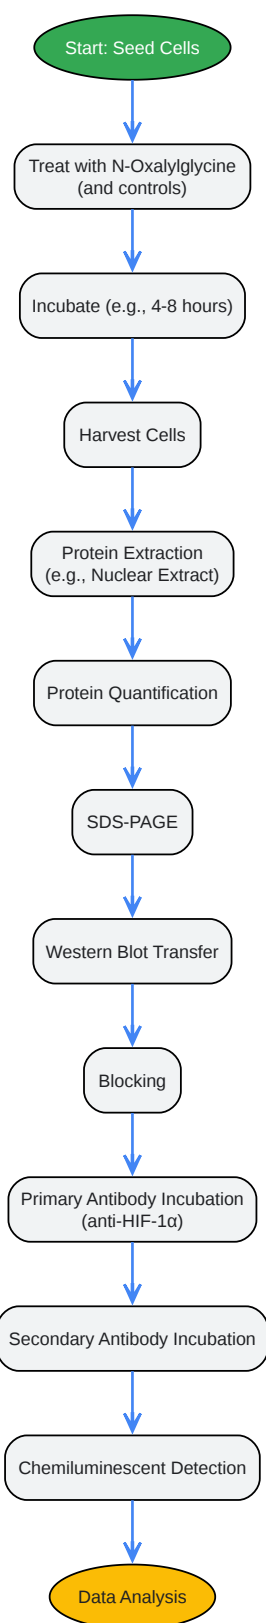 Start: Seed Cells
Treat with N-Oxalylglycine
(and controls)
Incubate (e.g., 4-8 hours)
Harvest Cells
Protein Extraction
(e.g., Nuclear Extract)
Protein Quantification
SDS-PAGE
Western Blot Transfer
Blocking
Primary Antibody Incubation
(anti-HIF-1α)
Secondary Antibody Incubation
Chemiluminescent Detection
Data Analysis